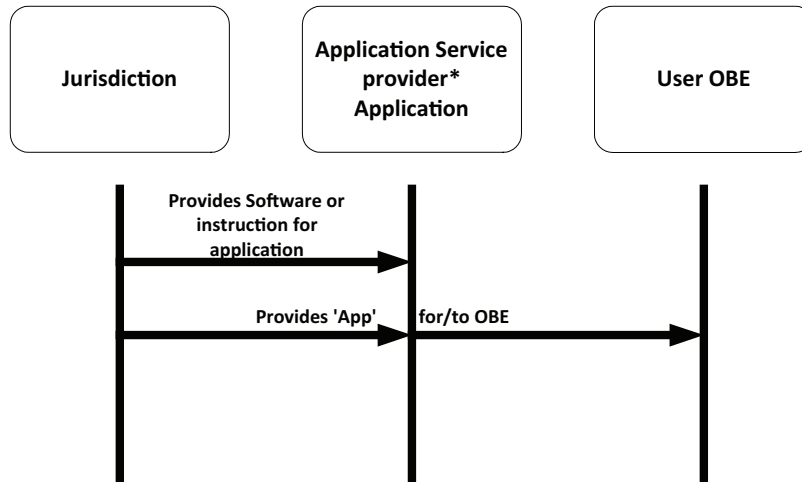 Jurisdiction
Application Service
provider*
Application
User OBE
Provides Software or
instruction for
application
Provides 'App'
for/to OBE